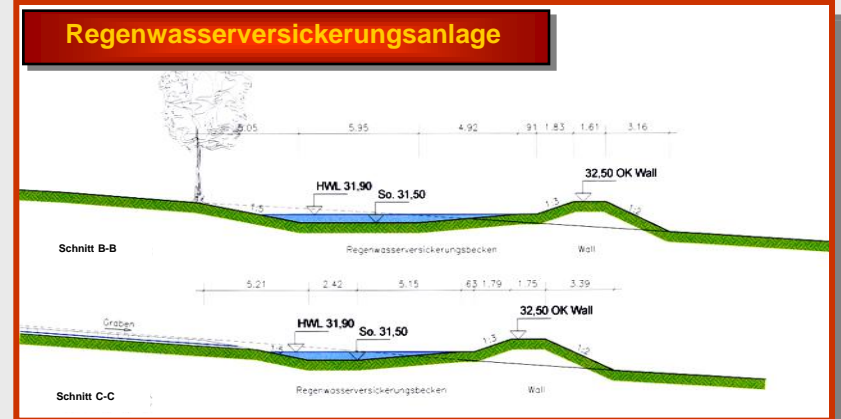 Regenwasserversickerungsanlage
5.05 5.95 4.92 91 1.83 1.61 3.16
HWL 31,90
So. 31,50
32,50 OK Wall
1:5
1:3
1:2
Schnitt B-B
Regenwasserversickerungsbecken
Wall
5.21 2.42 5.15 63 1.79 1.75 3.39
Graben
HWL 31,90
So. 31,50
32,50 OK Wall
1:3
1:2
Regenwasserversickerungsbecken
Wall
Schnitt C-C